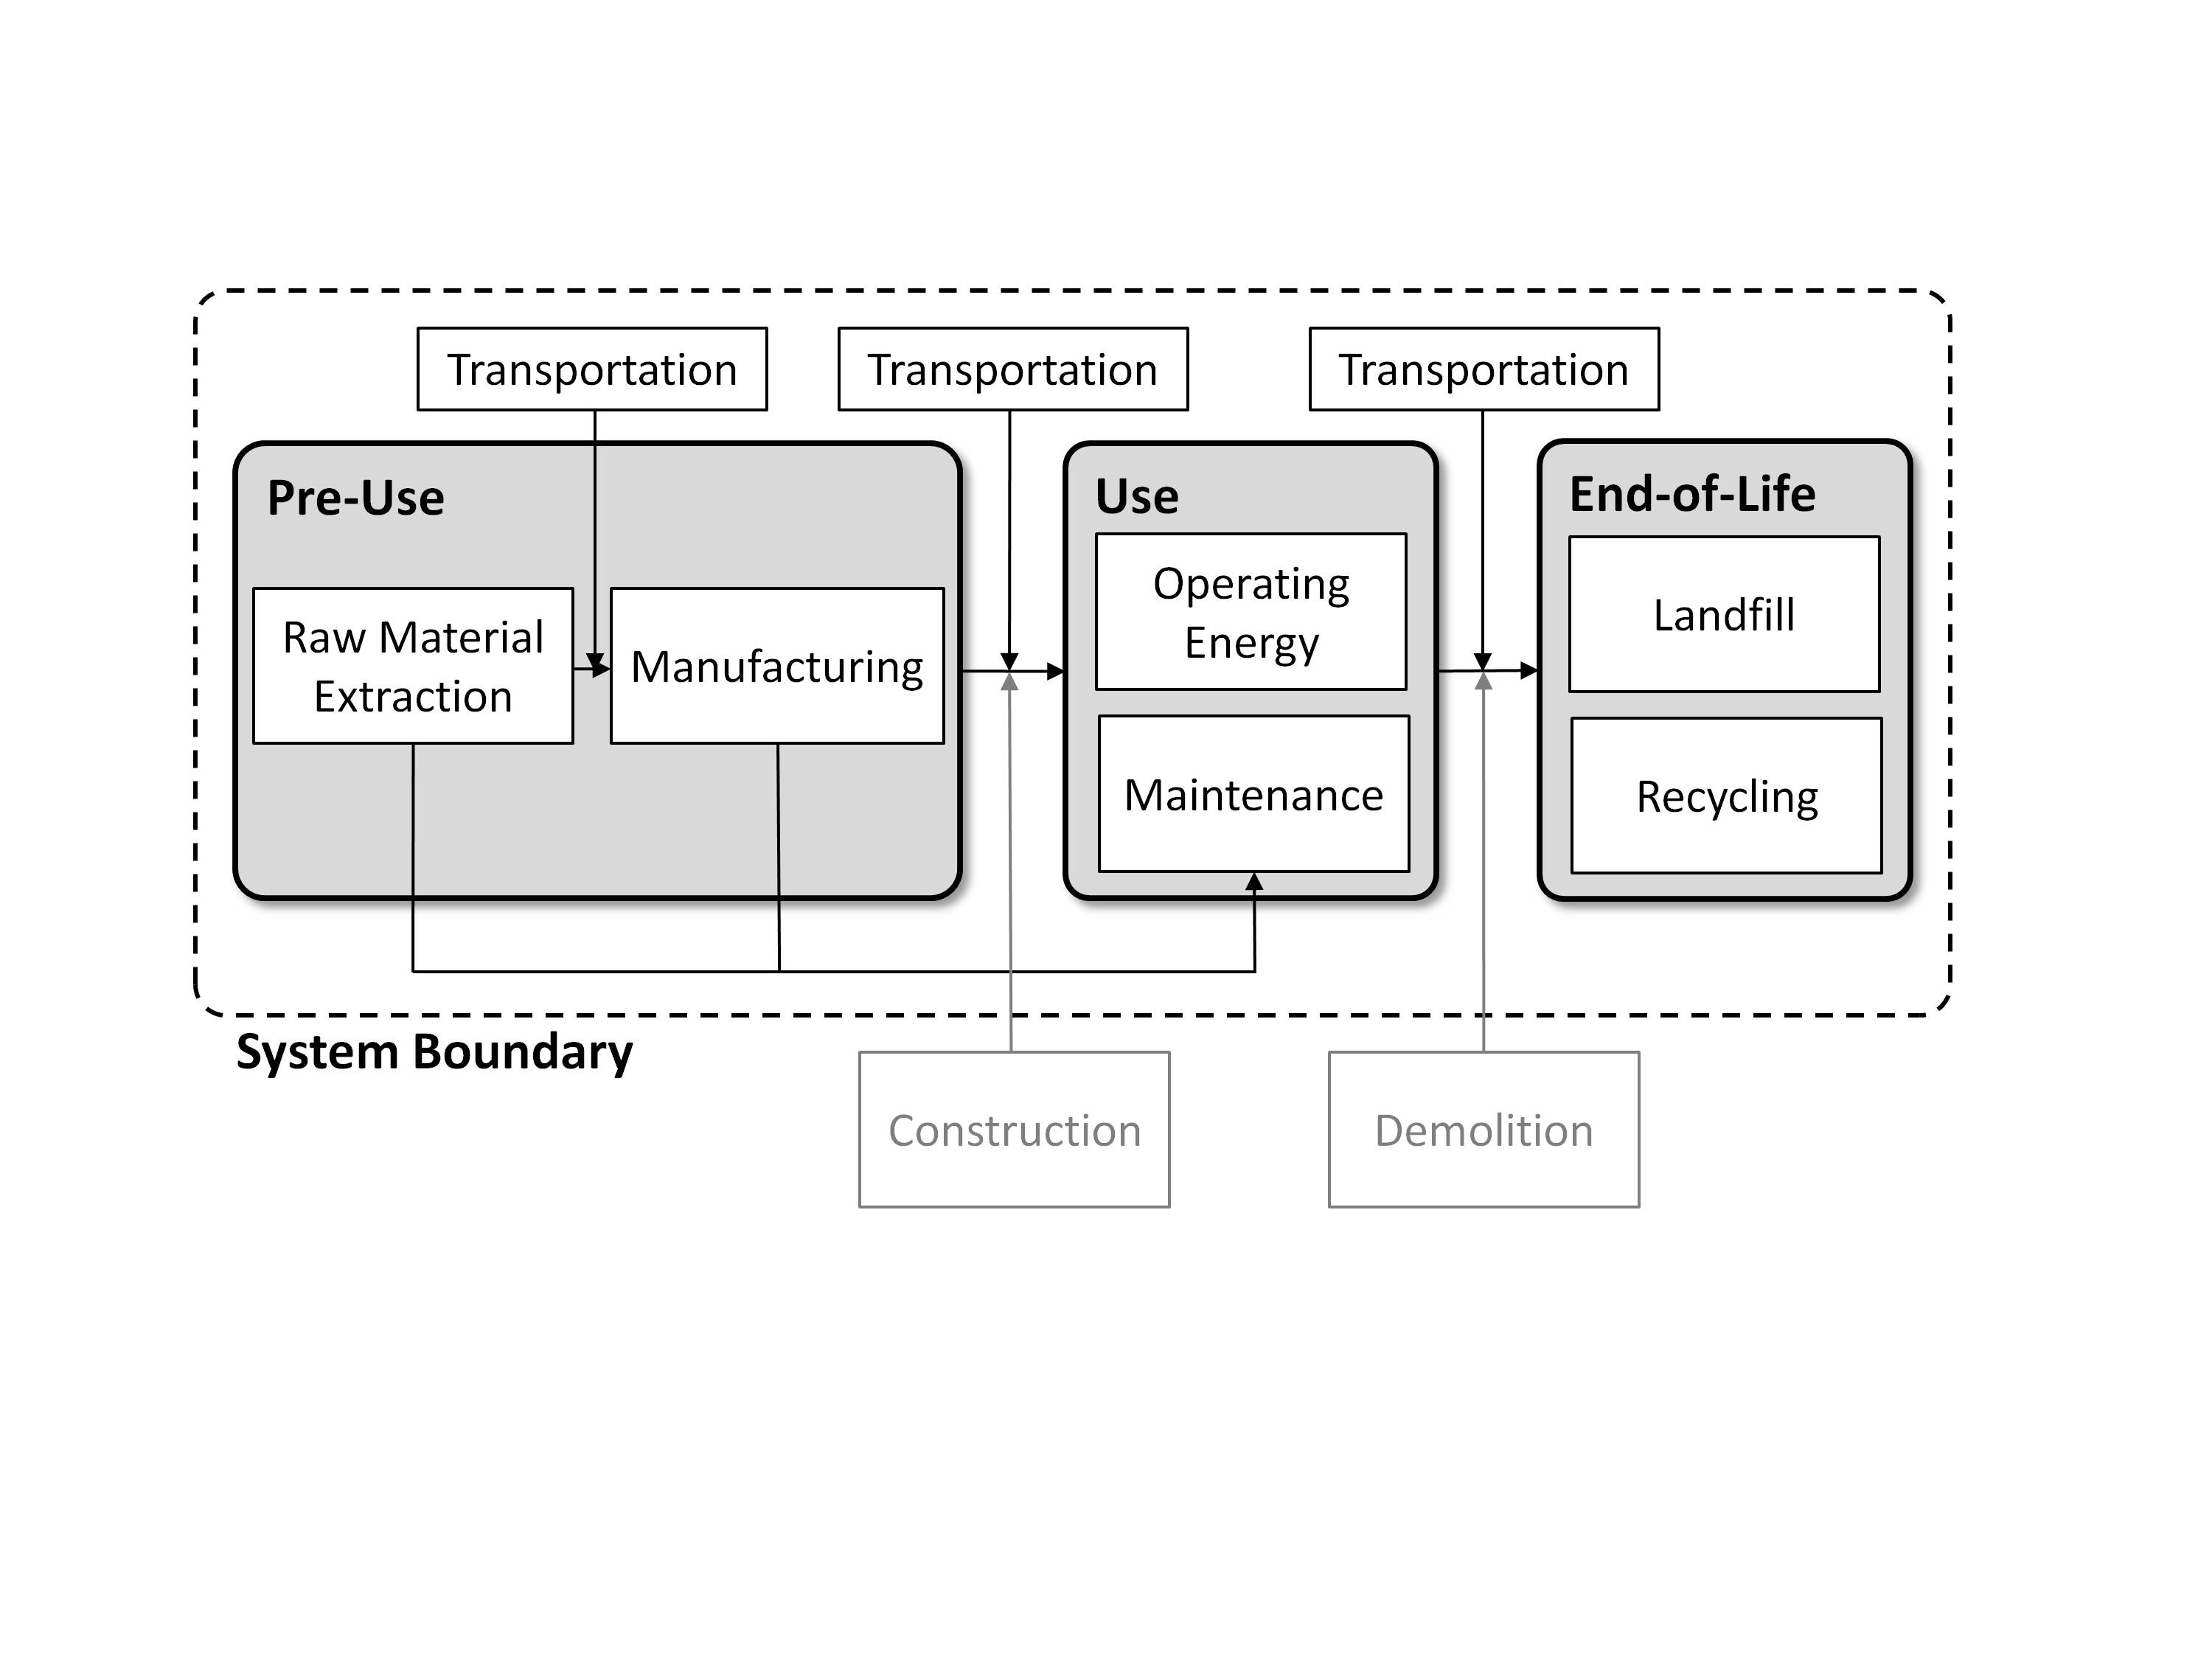 Transportation
Transportation
Transportation
Pre-Use
Raw Material
Extraction
Manufacturing
Use
Operating
Energy
Maintenance
End-of-Life
Landfill
Recycling
System Boundary
Construction
Demolition